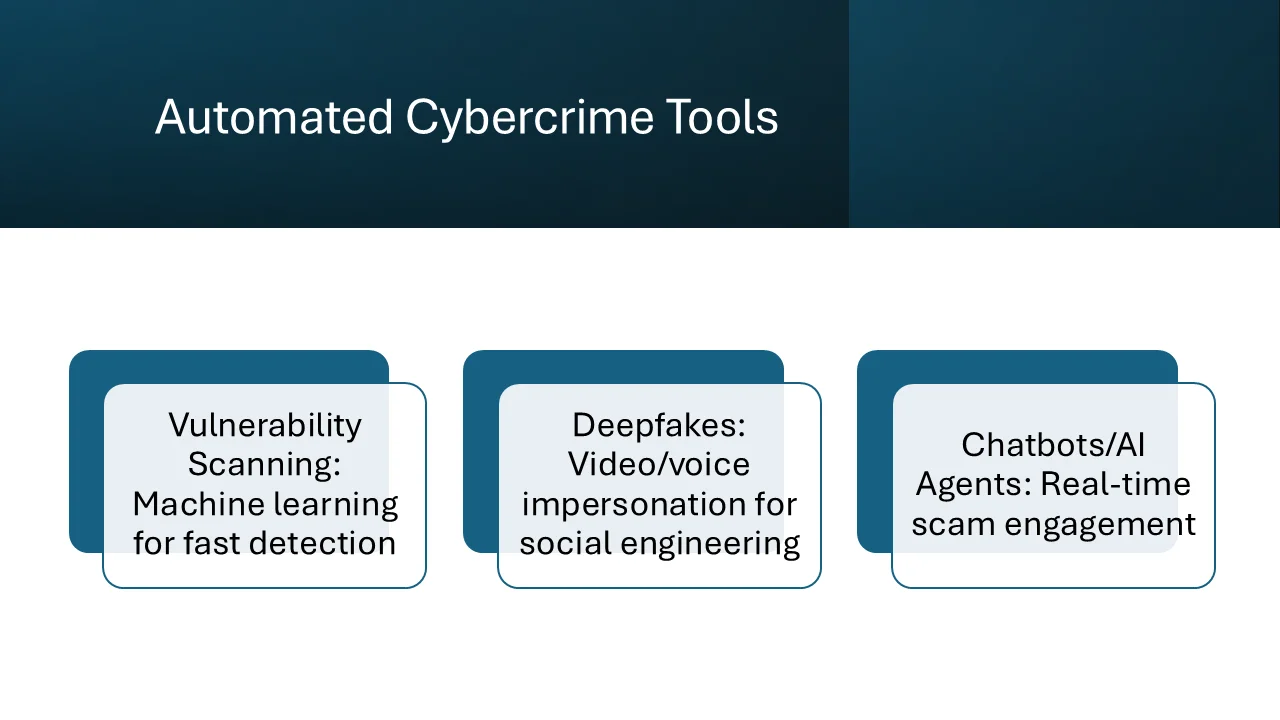 Automated Cybercrime Tools
Vulnerability
Scanning:
Machine learning
for fast detection
Deepfakes:
Video/voice
impersonation for
social engineering
Chatbots/AI
Agents: Real-time
scam engagement